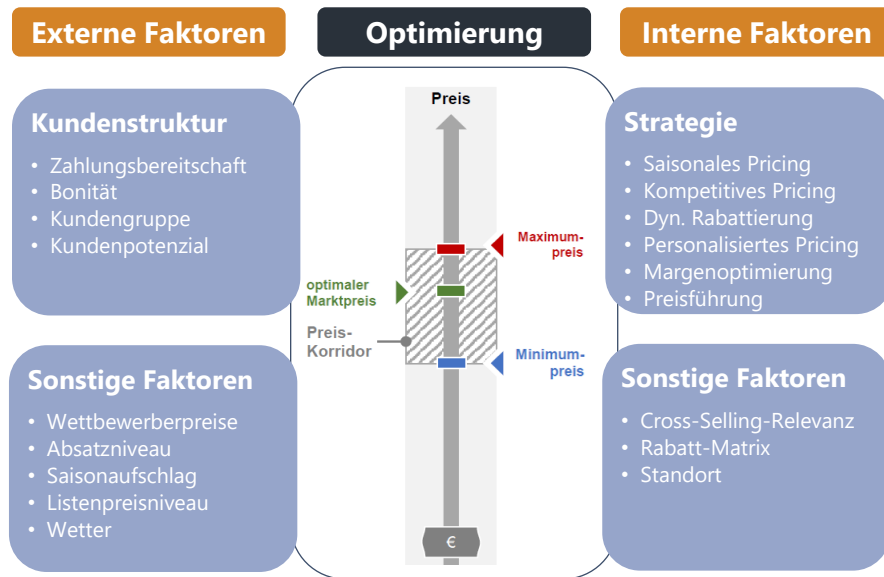 Externe Faktoren
Optimierung
Interne Faktoren
Kundenstruktur
• Zahlungsbereitschaft
• Bonität
• Kundengruppe
• Kundenpotenzial
Sonstige Faktoren
• Wettbewerberpreise
• Absatzniveau
• Saisonaufschlag
• Listenpreisniveau
• Wetter
Preis
Maximum-
preis
optimaler
Marktpreis
Preis-
Korridor
Minimum-
preis
€
Strategie
• Saisonales Pricing
• Kompetitives Pricing
• Dyn. Rabattierung
• Personalisiertes Pricing
• Margenoptimierung
• Preisführung
Sonstige Faktoren
• Cross-Selling-Relevanz
• Rabatt-Matrix
• Standort